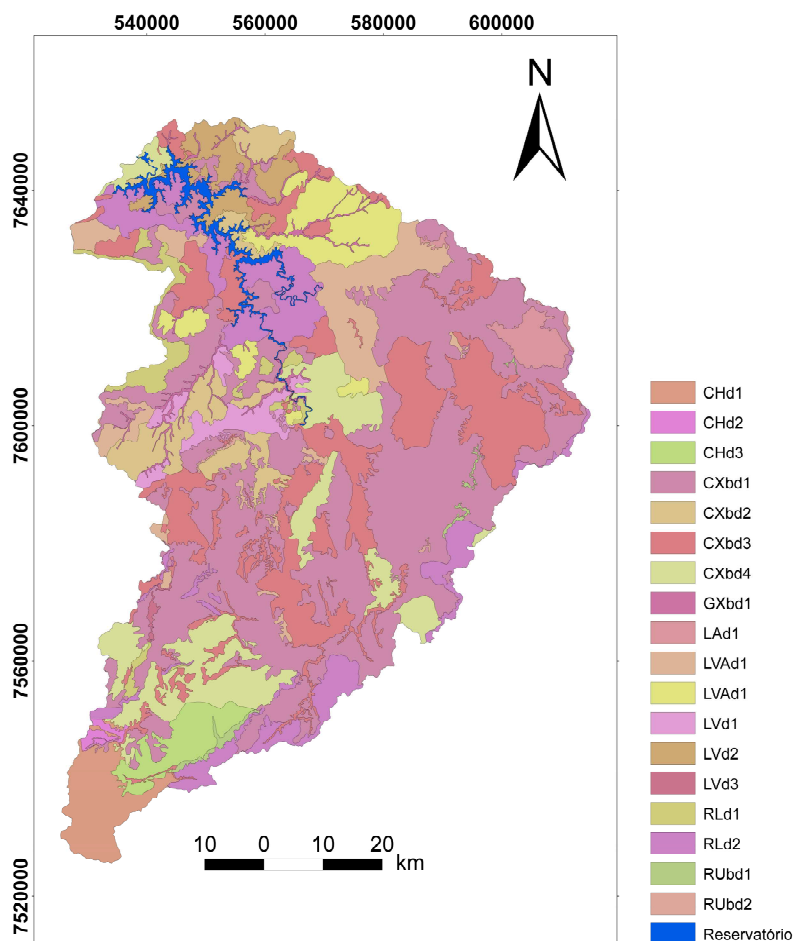 540000 560000 580000 600000
N
7640000
7600000
7560000
7520000
CHd1
CHd2
CHd3
CXbd1
CXbd2
CXbd3
CXbd4
GXbd1
LAd1
LVAd1
LVAd1
LVd1
LVd2
LVd3
RLd1
RLd2
RUbd1
RUbd2
Reservatório
10 0 10 20
km